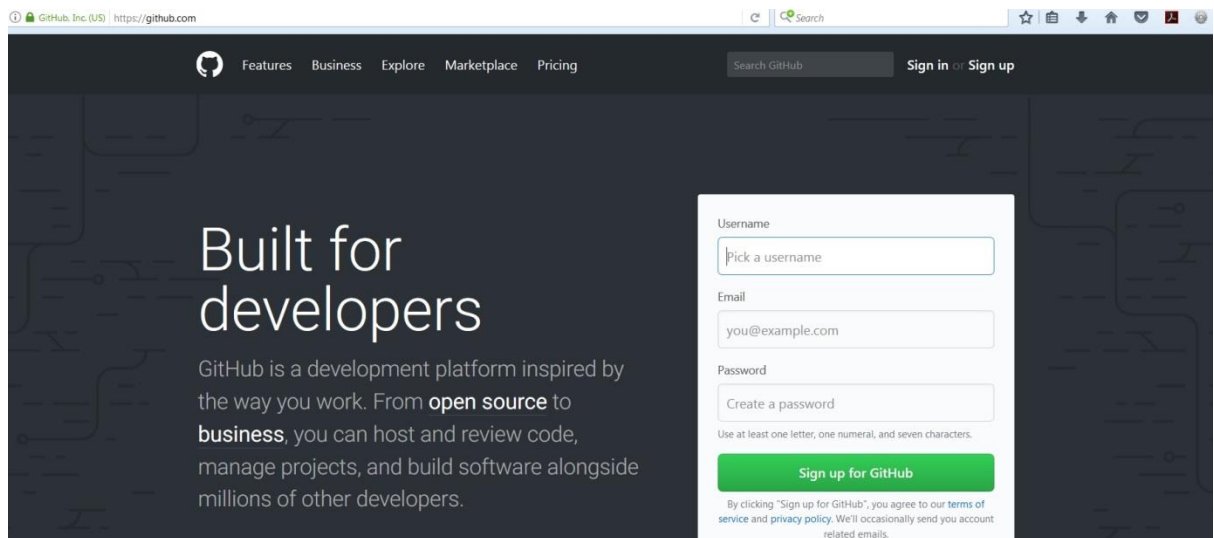 GitHub, Inc. (US) https://github.com Search
Features Business Explore Marketplace Pricing Search GitHub Sign in or Sign up
Built for
developers
GitHub is a development platform inspired by
the way you work. From open source to
business, you can host and review code,
manage projects, and build software alongside
millions of other developers.
Username
Pick a username
Email
you@example.com
Password
Create a password
Use at least one letter, one numeral, and seven characters.
Sign up for GitHub
By clicking "Sign up for GitHub", you agree to our terms of
service and privacy policy. We'll occasionally send you account
related emails.